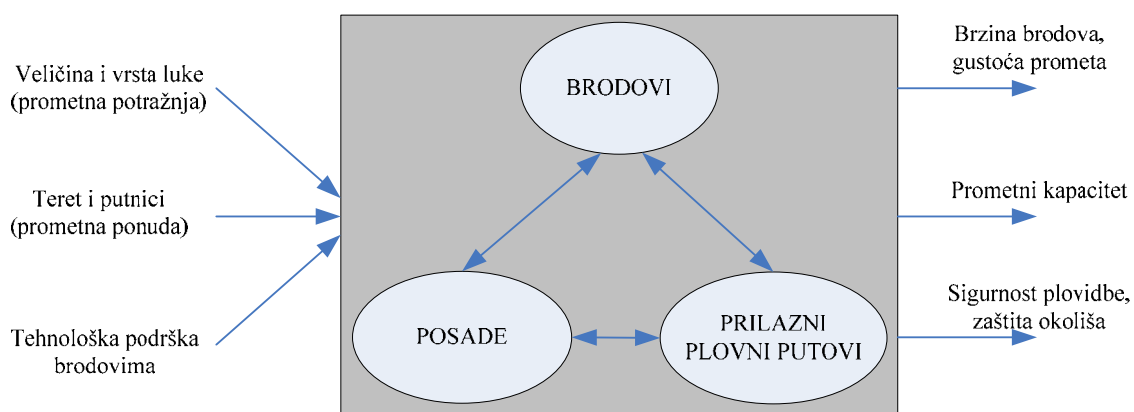 Veličina i vrsta luke
(prometna potražnja)
Teret i putnici
(prometna ponuda)
Tehnološka podrška
brodovima
BRODOVI
POSADE
PRILAZNI
PLOVNI PUTOVI
Brzina brodova,
gustoća prometa
Prometni kapacitet
Sigurnost plovidbe,
zaštita okoliša